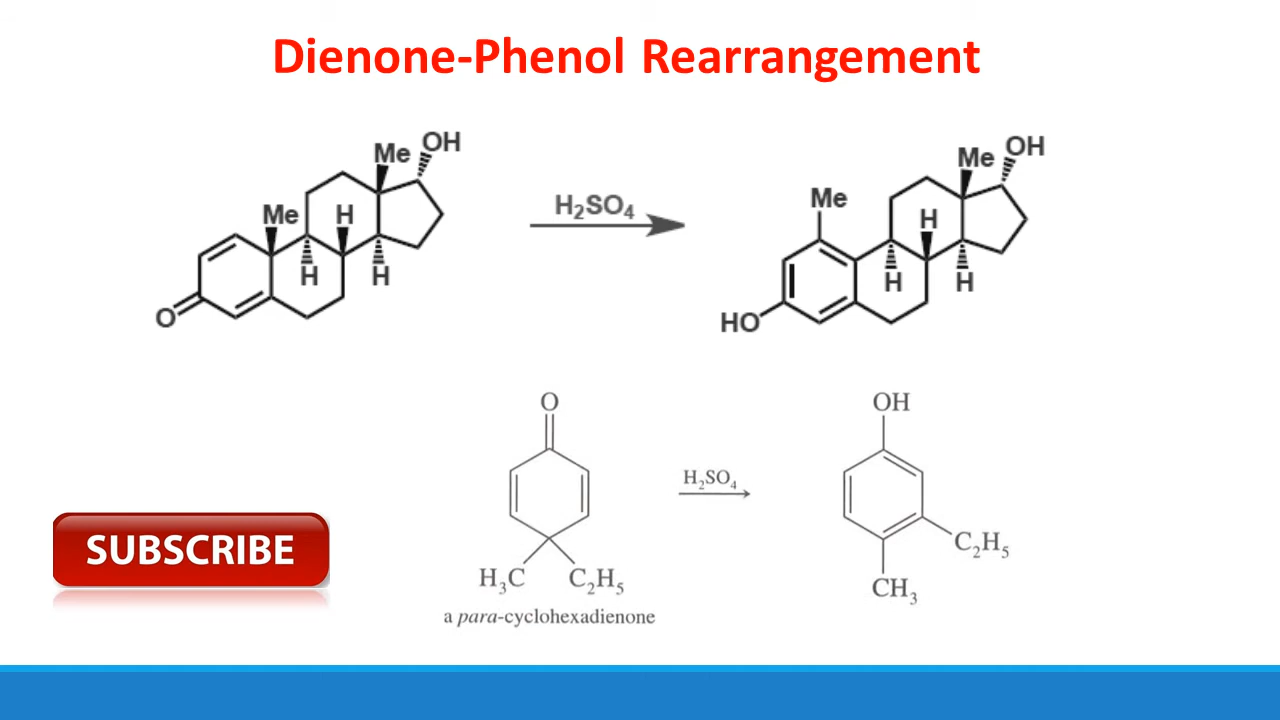 Dienone-Phenol Rearrangement
Me OH
Me H
H H
O
H₂SO₄
Me OH
Me
H
H H
HO
O
H₃C C₂H₅
a para-cyclohexadienone
H₂SO₄
OH
C₂H₅
CH₃
SUBSCRIBE